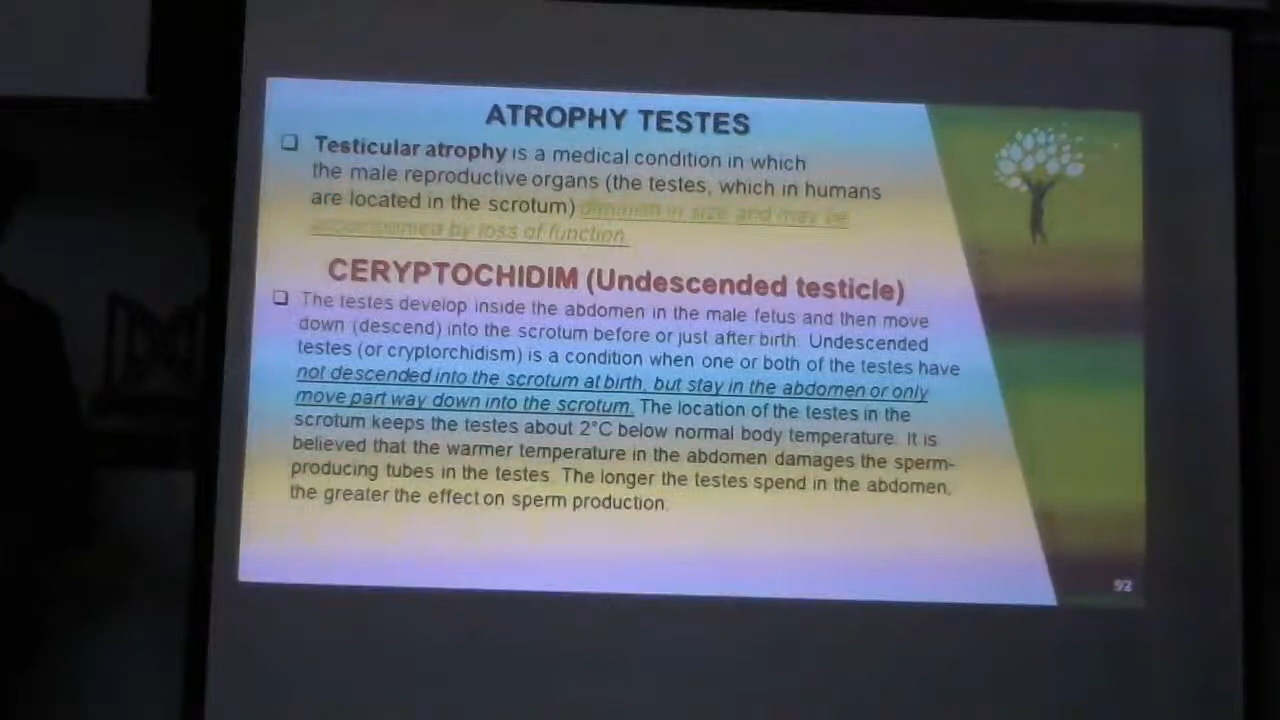 ATROPHY TESTES
❑ Testicular atrophy is a medical condition in which
the male reproductive organs (the testes, which in humans
are located in the scrotum) diminish in size and may be
accompanied by loss of function.
CERYPTOCHIDIM (Undescended testicle)
❑ The testes develop inside the abdomen in the male fetus and then move
down (descend) into the scrotum before or just after birth. Undescended
testes (or cryptorchidism) is a condition when one or both of the testes have
not descended into the scrotum at birth, but stay in the abdomen or only
move part way down into the scrotum. The location of the testes in the
scrotum keeps the testes about 2°C below normal body temperature. It is
believed that the warmer temperature in the abdomen damages the sperm-
producing tubes in the testes. The longer the testes spend in the abdomen,
the greater the effect on sperm production.
92